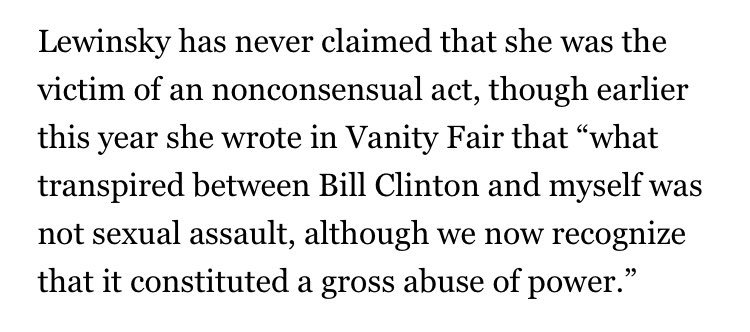 Lewinsky has never claimed that she was the
victim of an nonconsensual act, though earlier
this year she wrote in Vanity Fair that “what
transpired between Bill Clinton and myself was
not sexual assault, although we now recognize
that it constituted a gross abuse of power.”